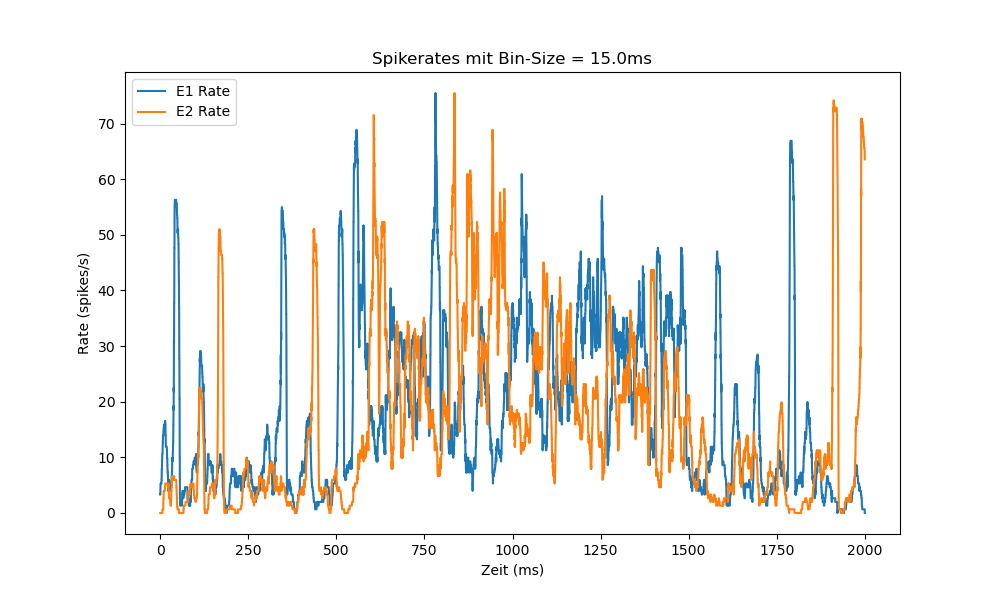 Spikerates mit Bin-Size = 15.0ms
E1 Rate
E2 Rate
Rate (spikes/s)
70
60
50
40
30
20
10
0
0 250 500 750 1000 1250 1500 1750 2000
Zeit (ms)